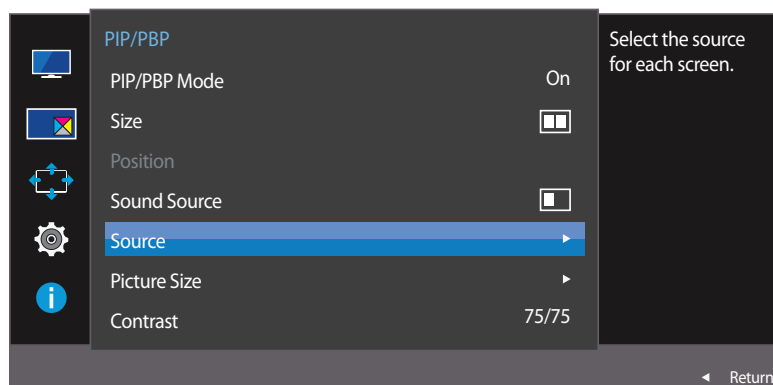 PIP/PBP
PIP/PBP Mode On
Size
Position
Sound Source
Source
Picture Size
Contrast 75/75
Select the source
for each screen.
Return